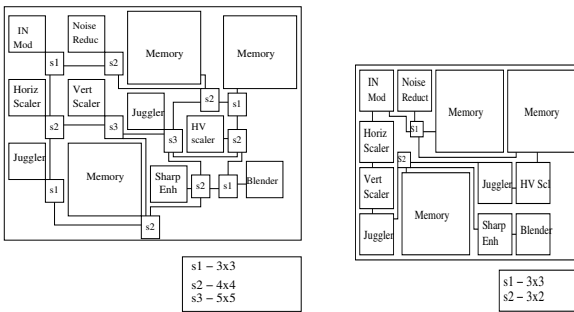 IN
Mod
Noise
Reduc
Memory
Memory
s1
s2
s2
s1
Horiz
Scaler
Vert
Scaler
Juggler
HV
scaler
s2
s3
s3
s2
Juggler
Memory
Sharp
Enh
s2
s1
Blender
s1
s2
s1 – 3x3
s2 – 4x4
s3 – 5x5
IN
Mod
Noise
Reduct
Memory
Memory
S1
Horiz
Scaler
S2
Vert
Scaler
Juggler
HV Scl
Memory
Juggler
Sharp
Enh
Blender
s1 – 3x3
s2 – 3x2